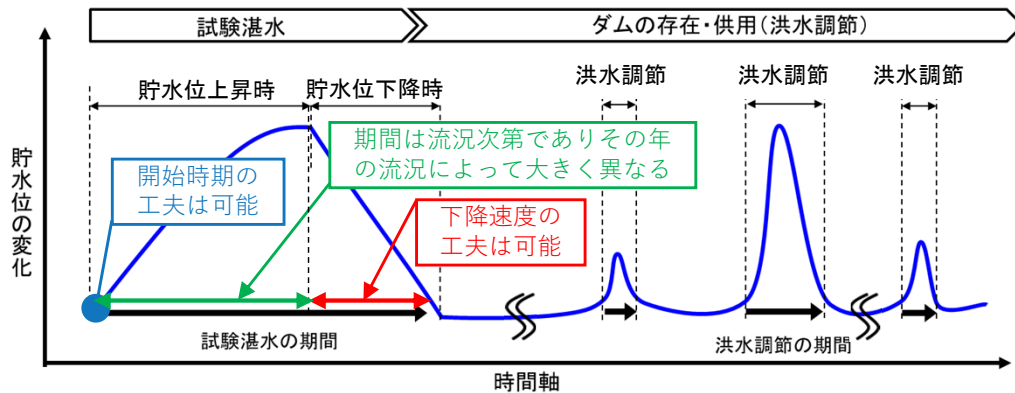 試験湛水
ダムの存在・供用(洪水調節)
貯水位上昇時
貯水位下降時
洪水調節
洪水調節
洪水調節
期間は流況次第でありその年
の流況によって大きく異なる
開始時期の
工夫は可能
下降速度の
工夫は可能
貯水位の変化
試験湛水の期間
洪水調節の期間
時間軸